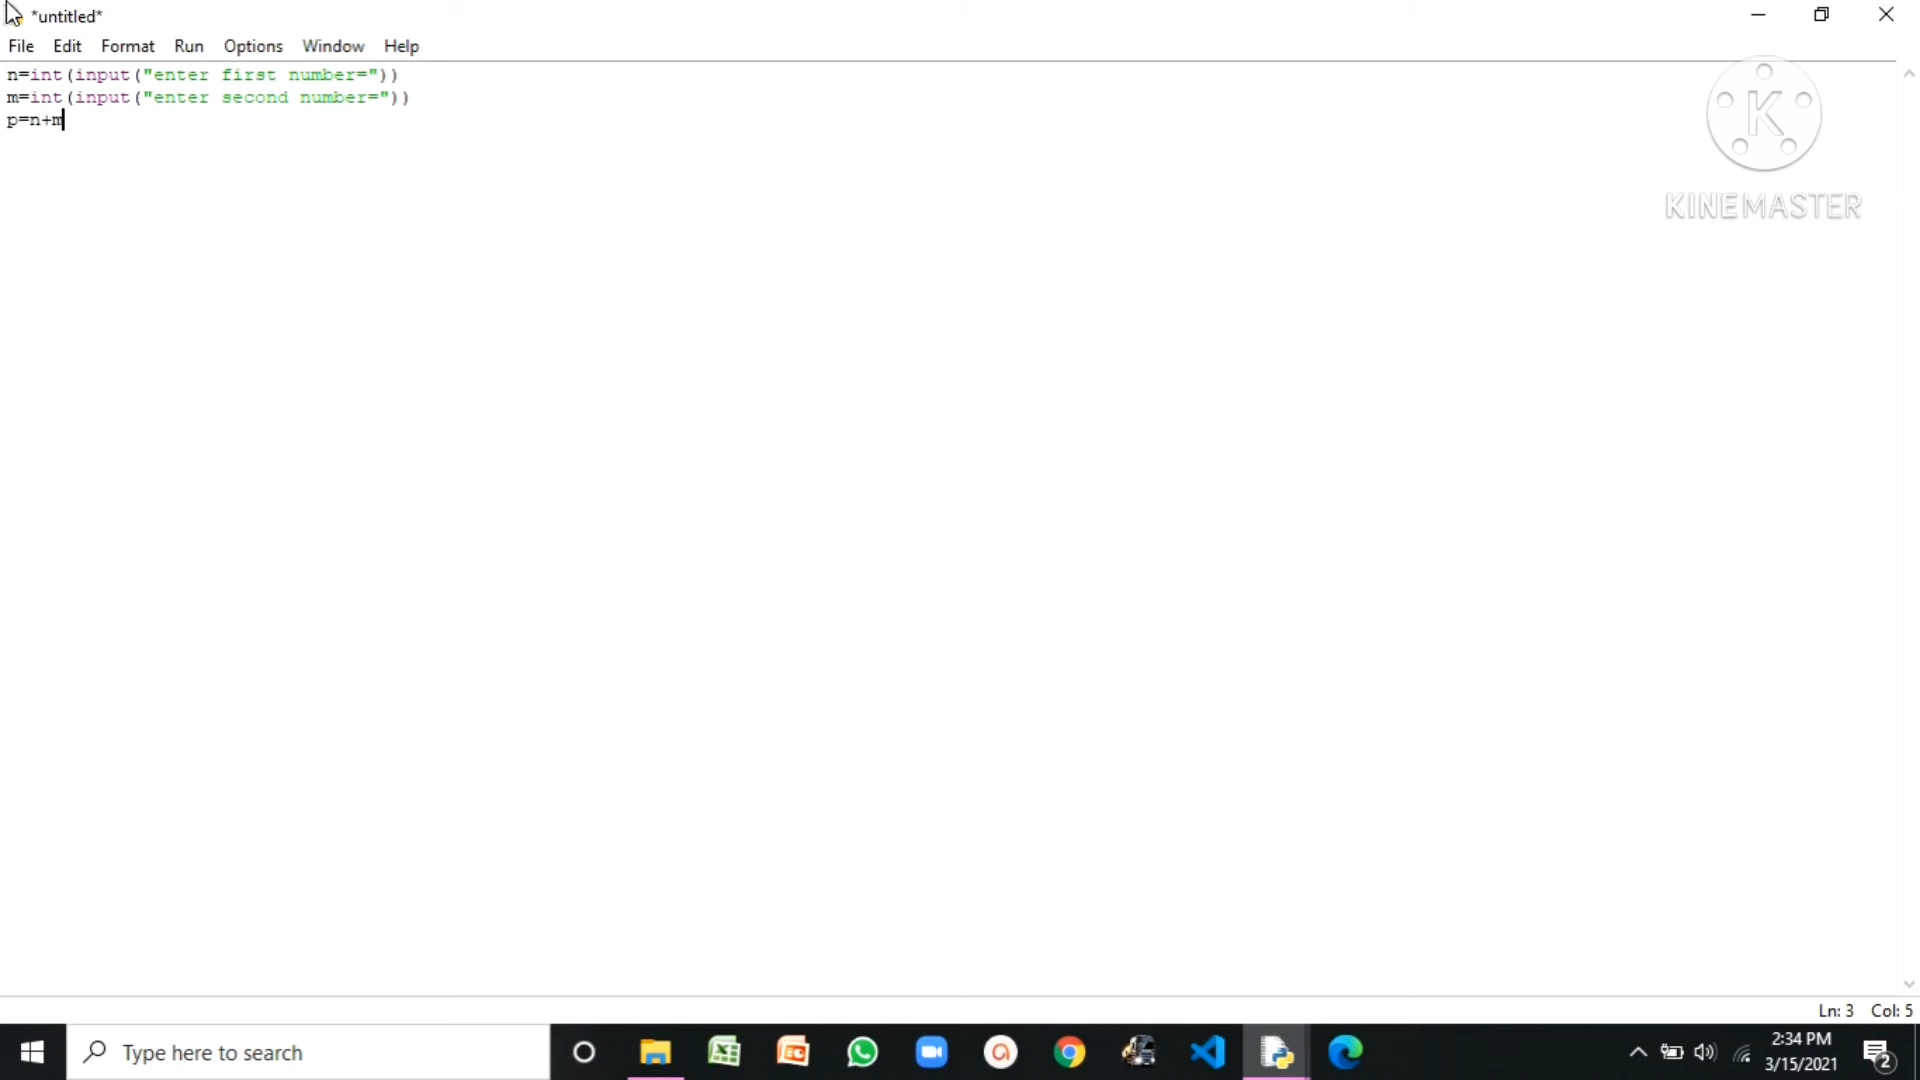 *untitled*
File Edit Format Run Options Window Help
n=int(input("enter first number="))
m=int(input("enter second number="))
p=n+m
K
KINEMASTER
Ln: 3 Col: 5
Type here to search
2:34 PM
3/15/2021
2